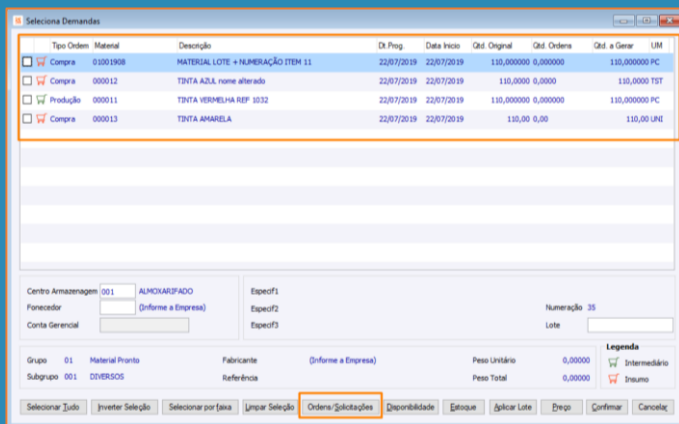 Seleciona Demandas
Tipo Ordem Material Descrição Dt.Prog. Data Inicio Qtd. Original Qtd. Ordens Qtd. a Gerar UM
Compra 01001908 MATERIAL LOTE + NUMERAÇÃO ITEM 11 22/07/2019 22/07/2019 110,000000 0,000000 110,000000 PC
Compra 000012 TINTA AZUL nome alterado 22/07/2019 22/07/2019 110,0000 0,0000 110,0000 TST
Produção 000011 TINTA VERMELHA REF 1032 22/07/2019 22/07/2019 110,000000 0,000000 110,000000 PC
Compra 000013 TINTA AMARELA 22/07/2019 22/07/2019 110,00 0,00 110,00 UNI
Centro Armazenagem 001 ALMOXARIFADO Especif1
Fonecedor (Informe a Empresa) Especif2 Numeração 35
Conta Gerencial Especif3 Lote
Grupo 01 Material Pronto Fabricante (Informe a Empresa) Peso Unitário 0,00000
Subgrupo 001 DIVERSOS Referência Peso Total 0,00000
Legenda
Intermediário
Insumo
Selecionar Tudo Inverter Seleção Selecionar por faixa Limpar Seleção Ordens/Solicitações Disponibilidade Estoque Aplicar Lote Preço Confirmar Cancelar